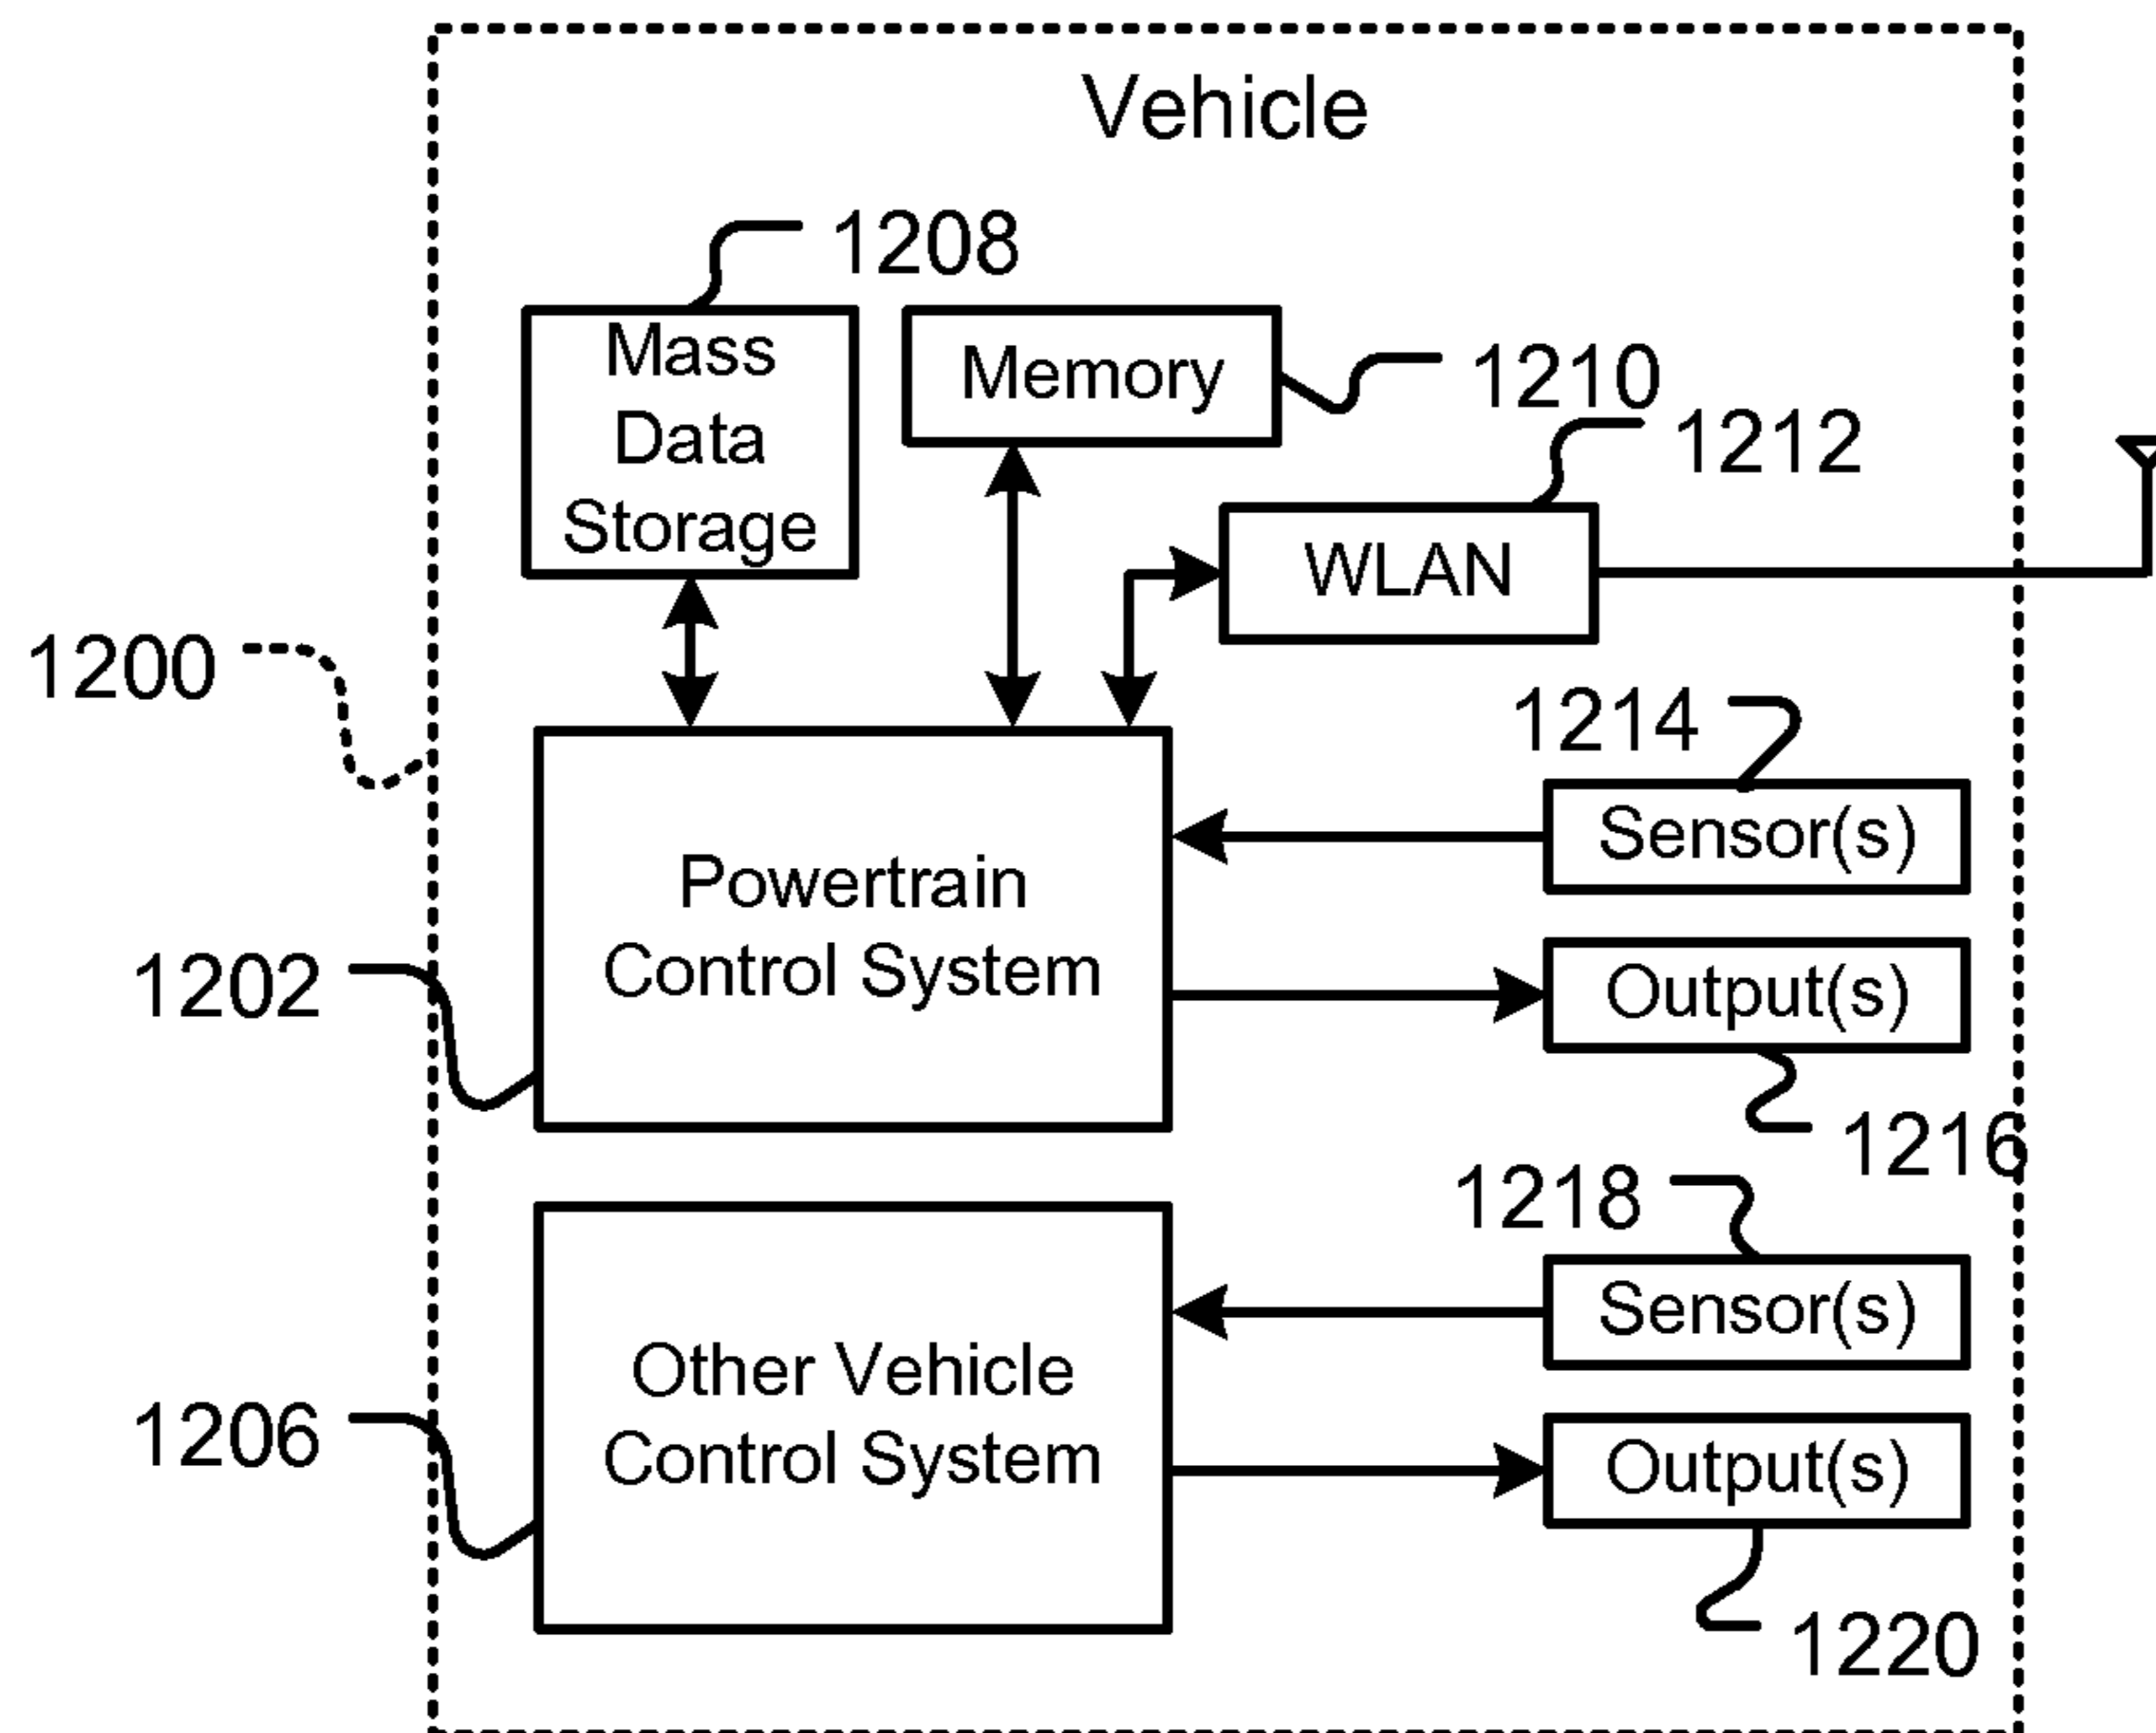 Vehicle
1208
Mass
Data
Storage
Memory
1210
1212
WLAN
1200
1214
Sensor(s)
Powertrain
Control System
1202
Output(s)
1216
1218
Sensor(s)
Other Vehicle
Control System
1206
Output(s)
1220